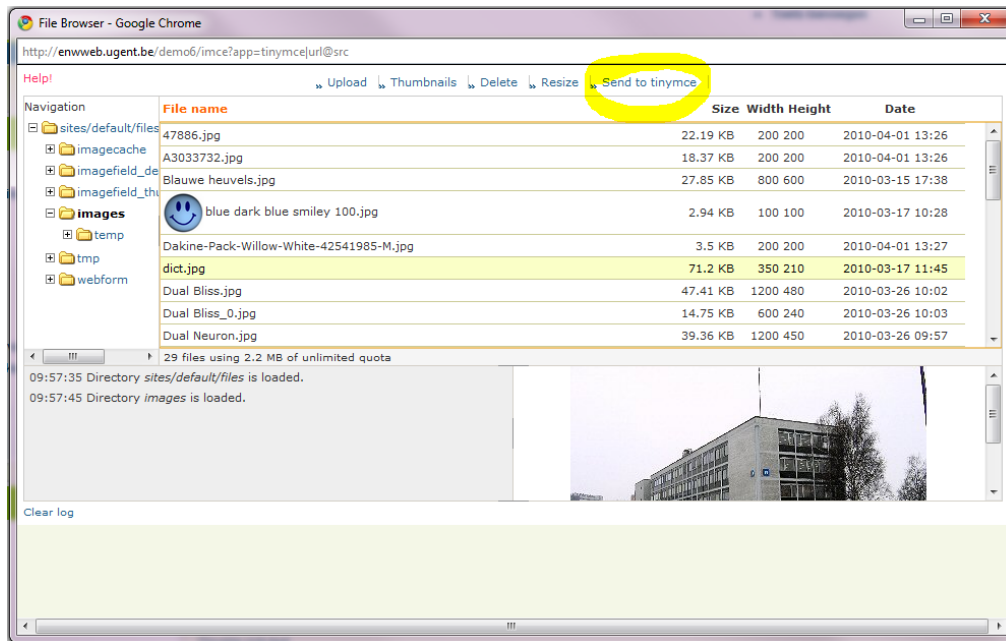 File Browser - Google Chrome
http://enwweb.ugent.be/demo6/imce?app=tinymce|url@src
Help!
Upload Thumbnails Delete Resize Send to tinymce
Navigation
sites/default/files
imagecache
imagefield_de
imagefield_thu
images
temp
tmp
webform
File name Size Width Height Date
47886.jpg 22.19 KB 200 200 2010-04-01 13:26
A3033732.jpg 18.37 KB 200 200 2010-04-01 13:26
Blauwe heuvels.jpg 27.85 KB 800 600 2010-03-15 17:38
blue dark blue smiley 100.jpg 2.94 KB 100 100 2010-03-17 10:28
Dakine-Pack-Willow-White-42541985-M.jpg 3.5 KB 200 200 2010-04-01 13:27
dict.jpg 71.2 KB 350 210 2010-03-17 11:45
Dual Bliss.jpg 47.41 KB 1200 480 2010-03-26 10:02
Dual Bliss_0.jpg 14.75 KB 600 240 2010-03-26 10:03
Dual Neuron.jpg 39.36 KB 1200 450 2010-03-26 09:57
29 files using 2.2 MB of unlimited quota
09:57:35 Directory sites/default/files is loaded.
09:57:45 Directory images is loaded.
Clear log